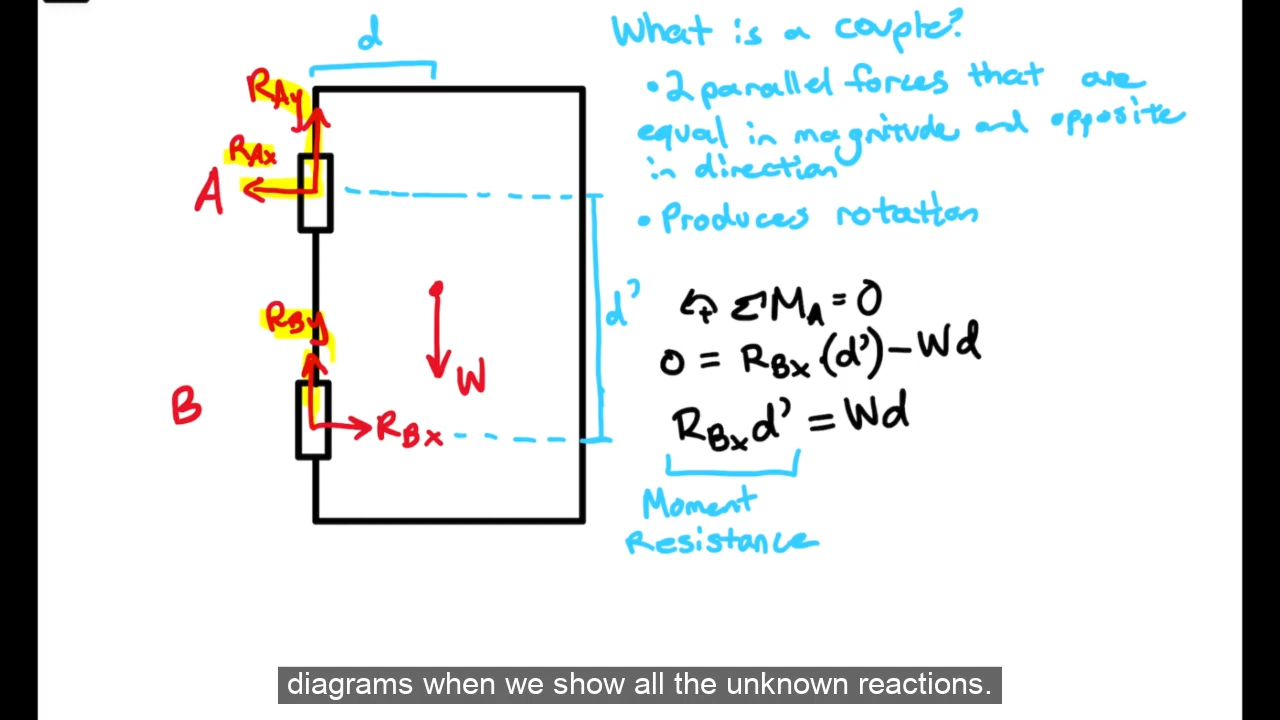 d
What is a couple?
• 2 parallel forces that are
equal in magnitude and opposite
in direction
• Produces rotation
RAy
RAx
A
d'
RBy
B
W
RBx
↶+ ΣMA = 0
0 = RBx (d') - Wd
RBx d' = Wd
Moment
Resistance
diagrams when we show all the unknown reactions.